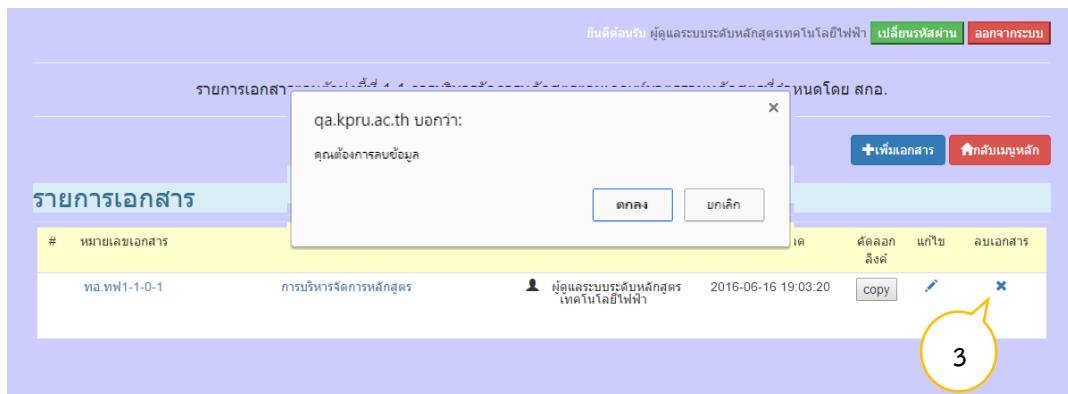 ยินดีต้อนรับ ผู้ดูแลระบบระดับหลักสูตรเทคโนโลยีไฟฟ้า เปลี่ยนรหัสผ่าน ออกจากระบบ
รายการเอกสาร สกอ.
qa.kpru.ac.th บอกว่า: ×
คุณต้องการลบข้อมูล
เพิ่มเอกสาร กลับเมนูหลัก
ตกลง ยกเลิก
รายการเอกสาร
# หมายเลขเอกสาร คัดลอก แก้ไข ลบเอกสาร
ลิงค์
ทอ.ทฟ1-1-0-1 การบริหารจัดการหลักสูตร ผู้ดูแลระบบระดับหลักสูตร 2016-06-16 19:03:20 copy
เทคโนโลยีไฟฟ้า
3